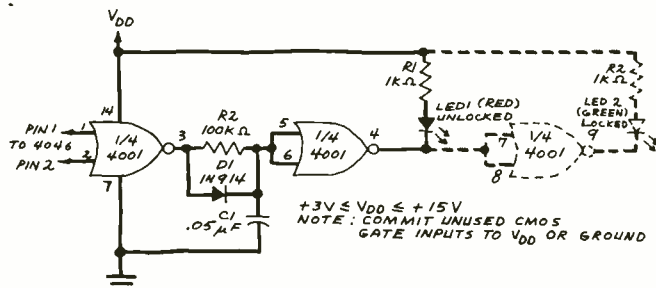 VDD
R1
1KΩ
R2
1KΩ
14
LED1 (RED)
UNLOCKED
LED 2
(GREEN)
LOCKED
PIN 1
TO 4046
PIN 2
1
2
1/4
4001
3
R2
100KΩ
D1
1N914
5
6
1/4
4001
4
7
8
1/4
4001
9
7
C1
.05µF
+3V ≤ VDD ≤ +15V
NOTE: COMMIT UNUSED CMOS
GATE INPUTS TO VDD OR GROUND